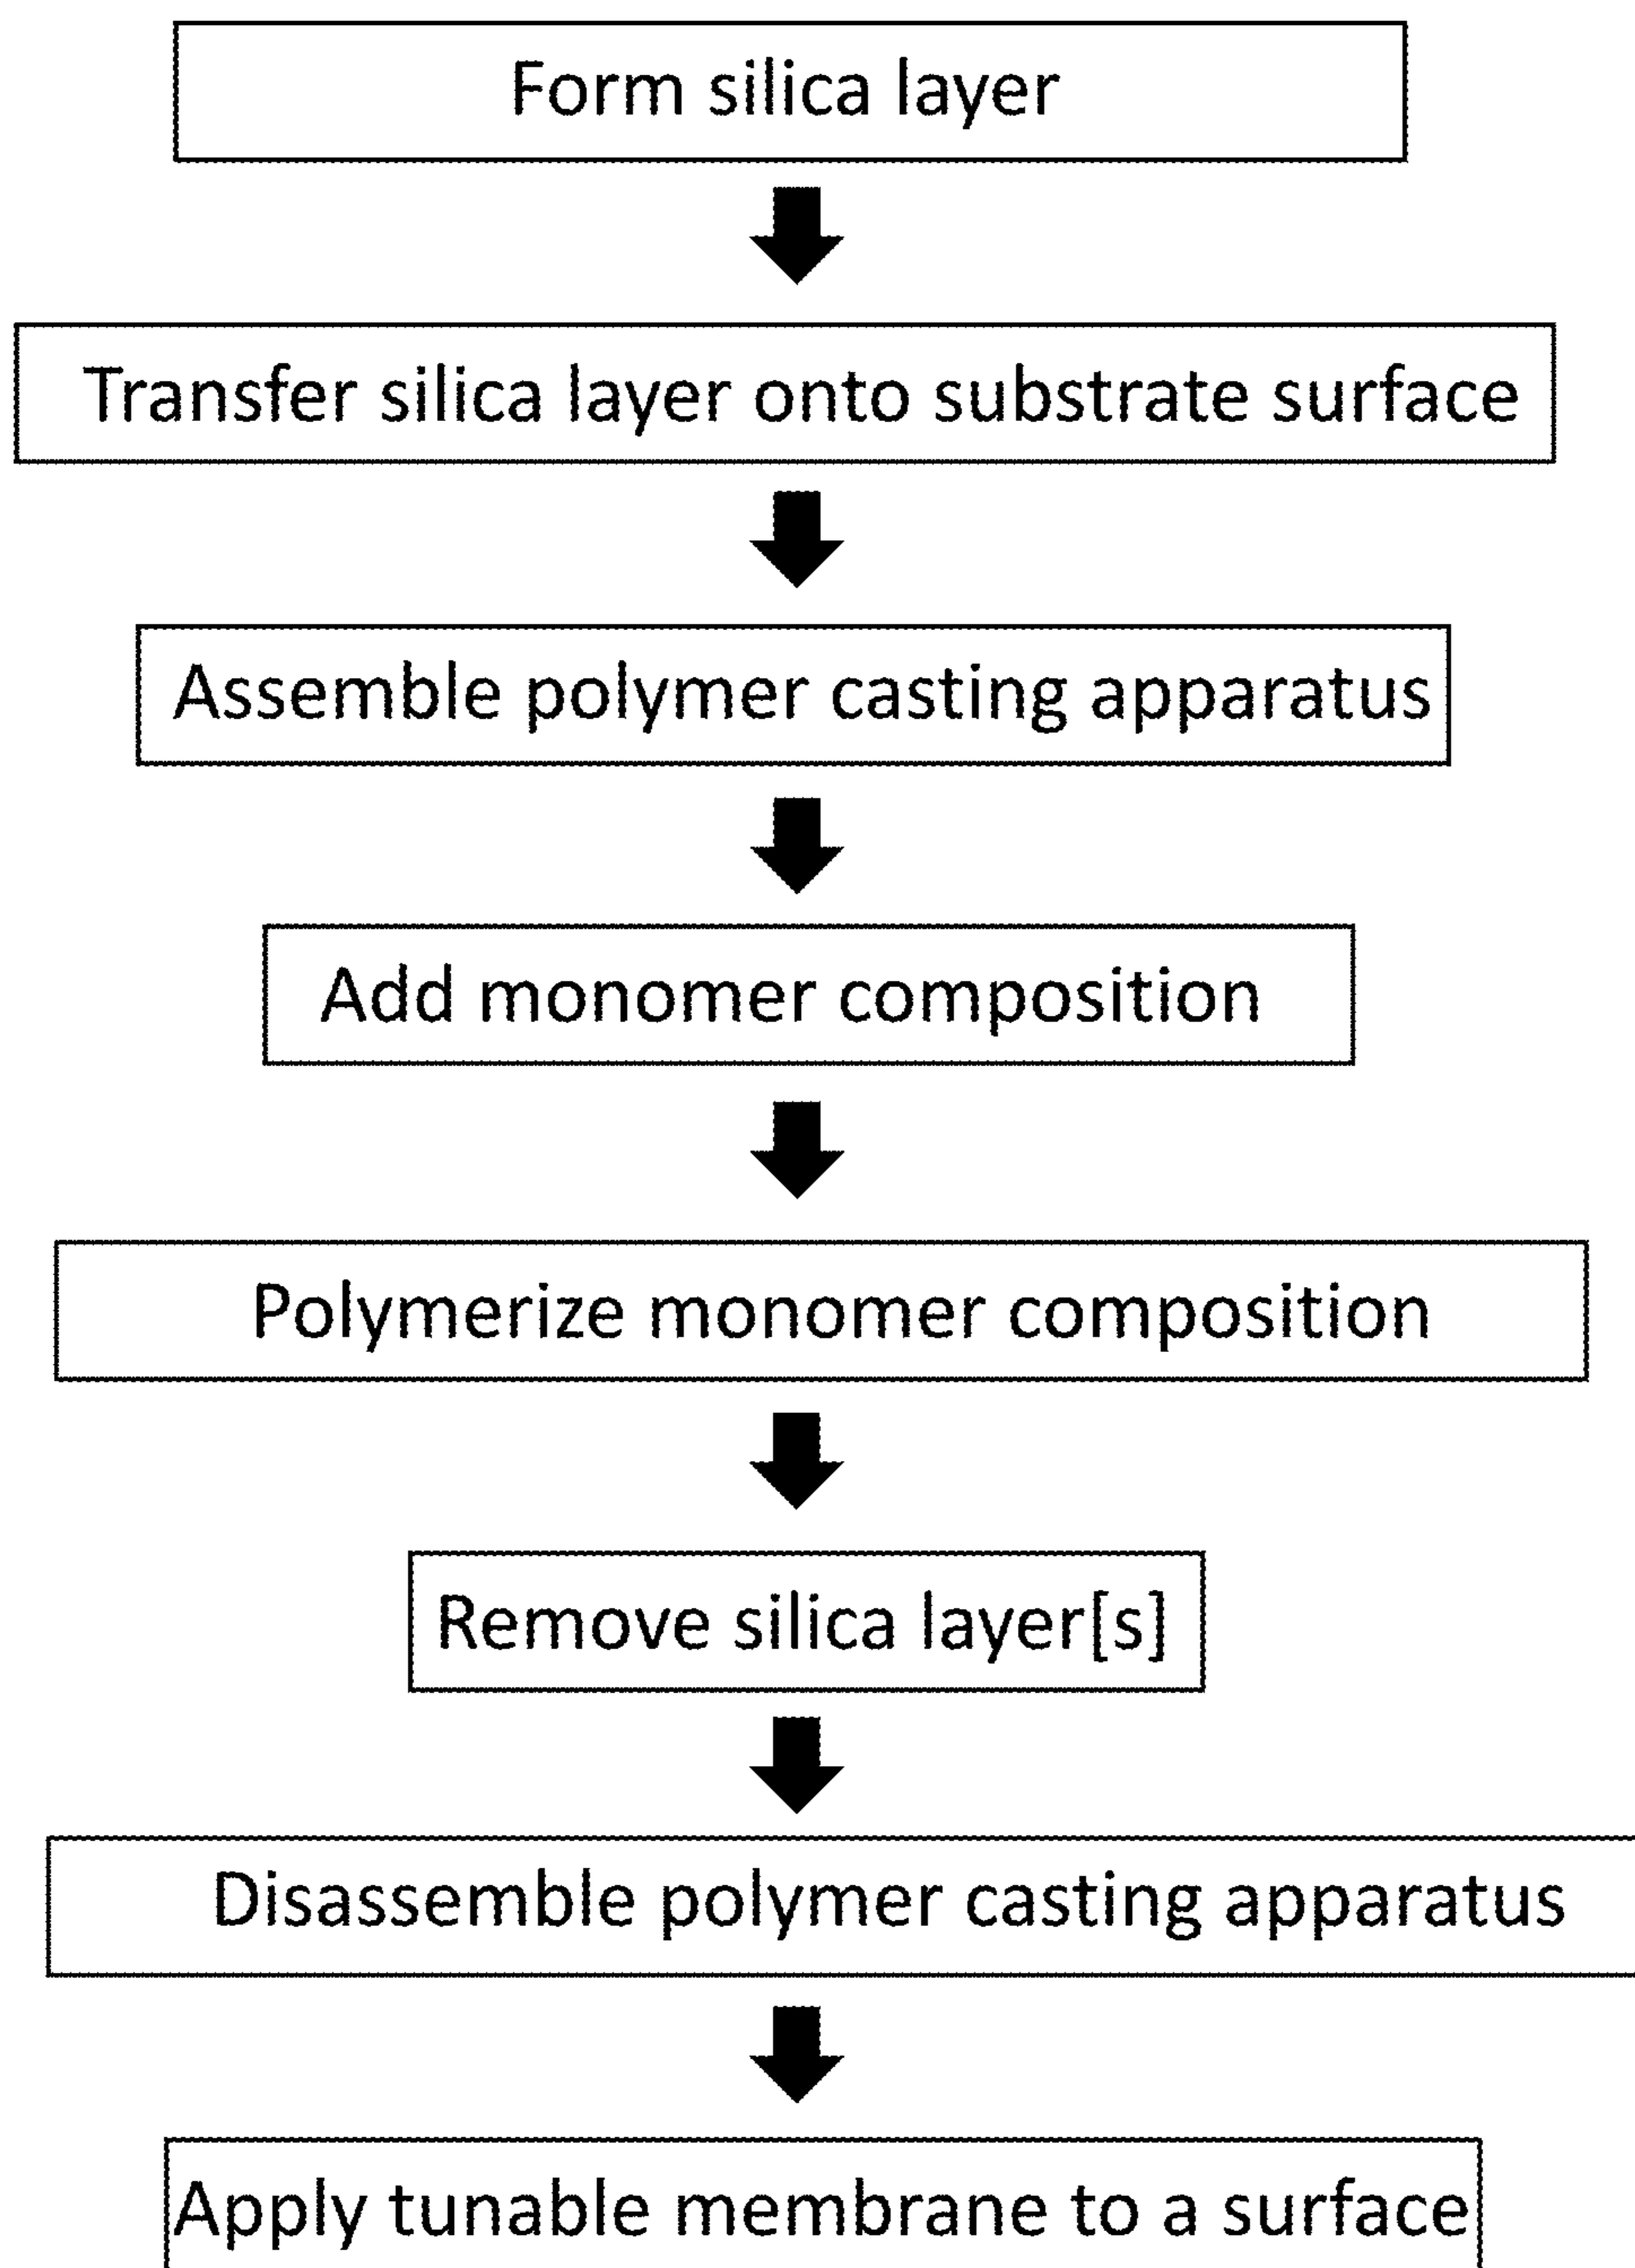 Form silica layer
Transfer silica layer onto substrate surface
Assemble polymer casting apparatus
Add monomer composition
Polymerize monomer composition
Remove silica layer[s]
Disassemble polymer casting apparatus
Apply tunable membrane to a surface